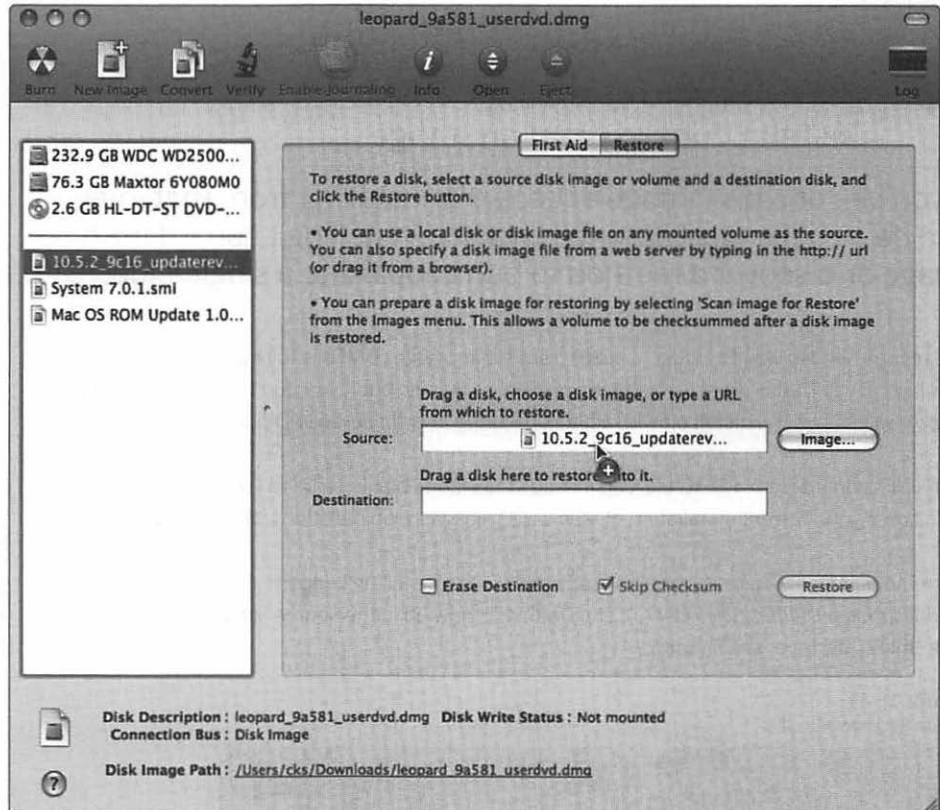 leopard_9a581_userdvd.dmg
Burn New Image Convert Verify Enable Journaling Info Open Eject Log
232.9 GB WDC WD2500...
76.3 GB Maxtor 6Y080M0
2.6 GB HL-DT-ST DVD-...
10.5.2_9c16_updaterev...
System 7.0.1.smi
Mac OS ROM Update 1.0...
First Aid Restore
To restore a disk, select a source disk image or volume and a destination disk, and
click the Restore button.
• You can use a local disk or disk image file on any mounted volume as the source.
You can also specify a disk image file from a web server by typing in the http:// url
(or drag it from a browser).
• You can prepare a disk image for restoring by selecting 'Scan Image for Restore'
from the Images menu. This allows a volume to be checksummed after a disk image
is restored.
Drag a disk, choose a disk image, or type a URL
from which to restore.
Source: 10.5.2_9c16_updaterev... Image...
Drag a disk here to restore to it.
Destination:
Erase Destination Skip Checksum Restore
Disk Description : leopard_9a581_userdvd.dmg Disk Write Status : Not mounted
Connection Bus : Disk Image
Disk Image Path : /Users/cks/Downloads/leopard_9a581_userdvd.dmg